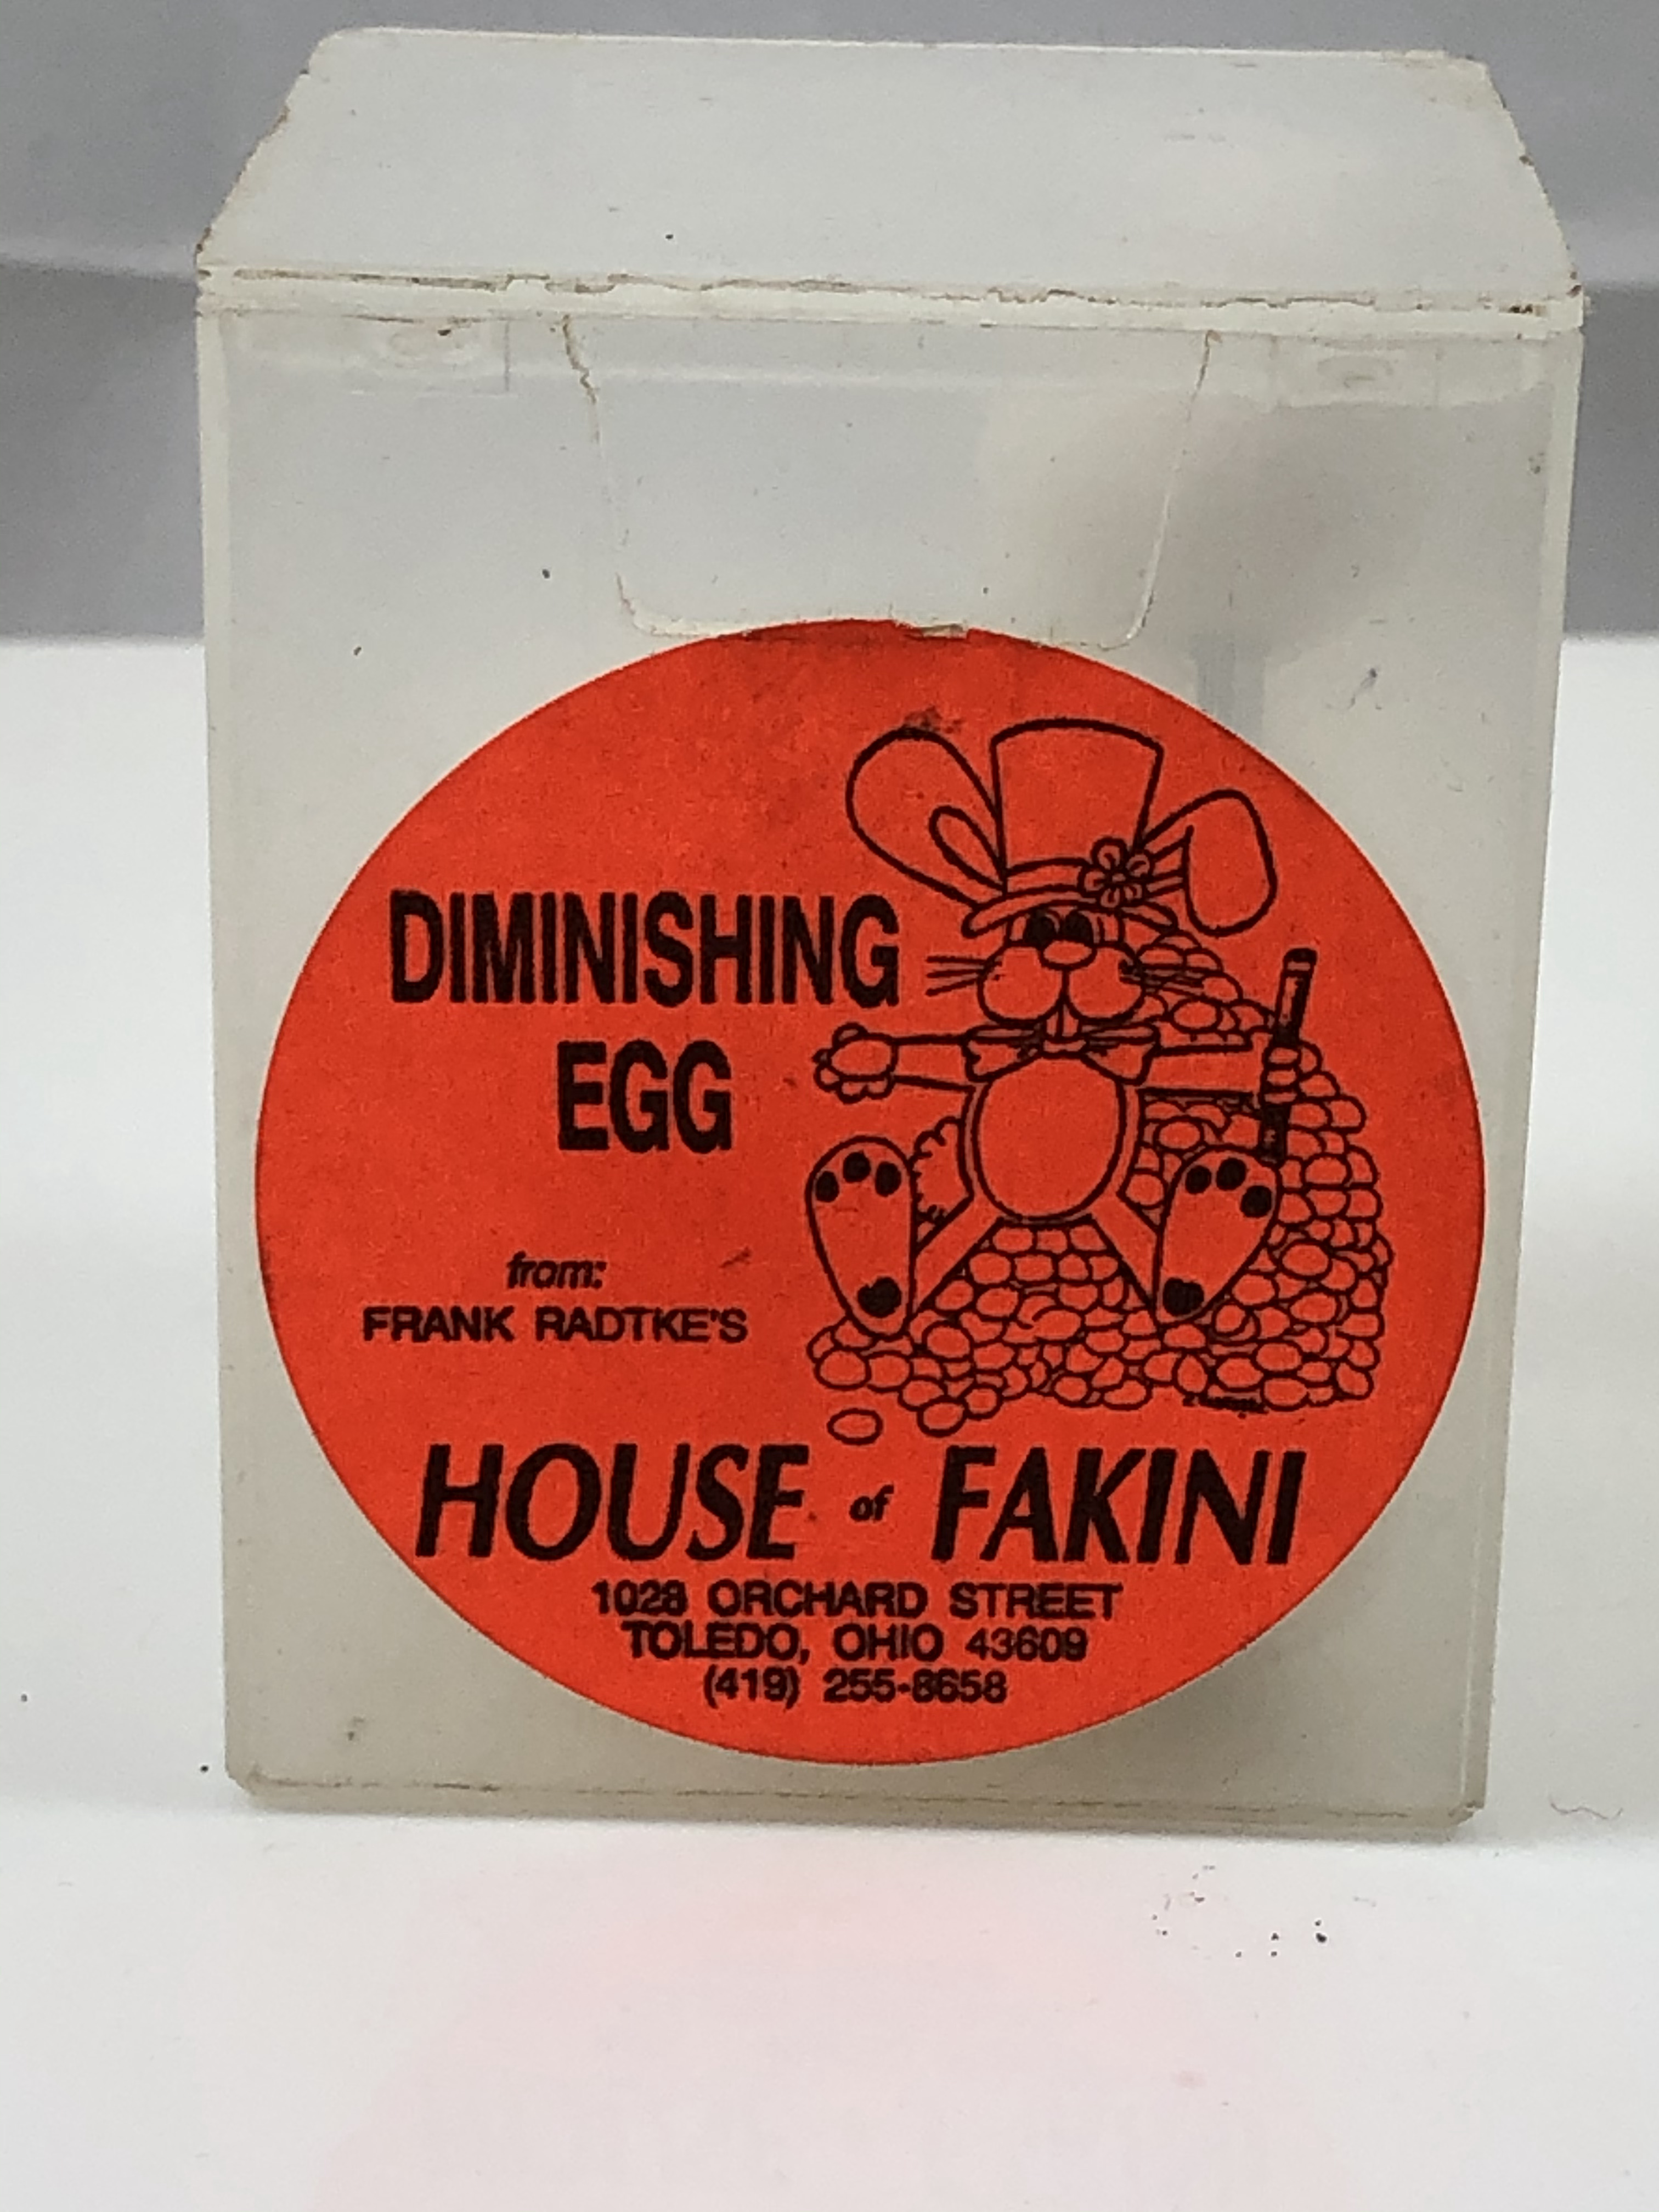 DIMINISHING
EGG
from:
FRANK RADTKE'S
HOUSE of FAKINI
1028 ORCHARD STREET
TOLEDO, OHIO 43609
(419) 255-8658